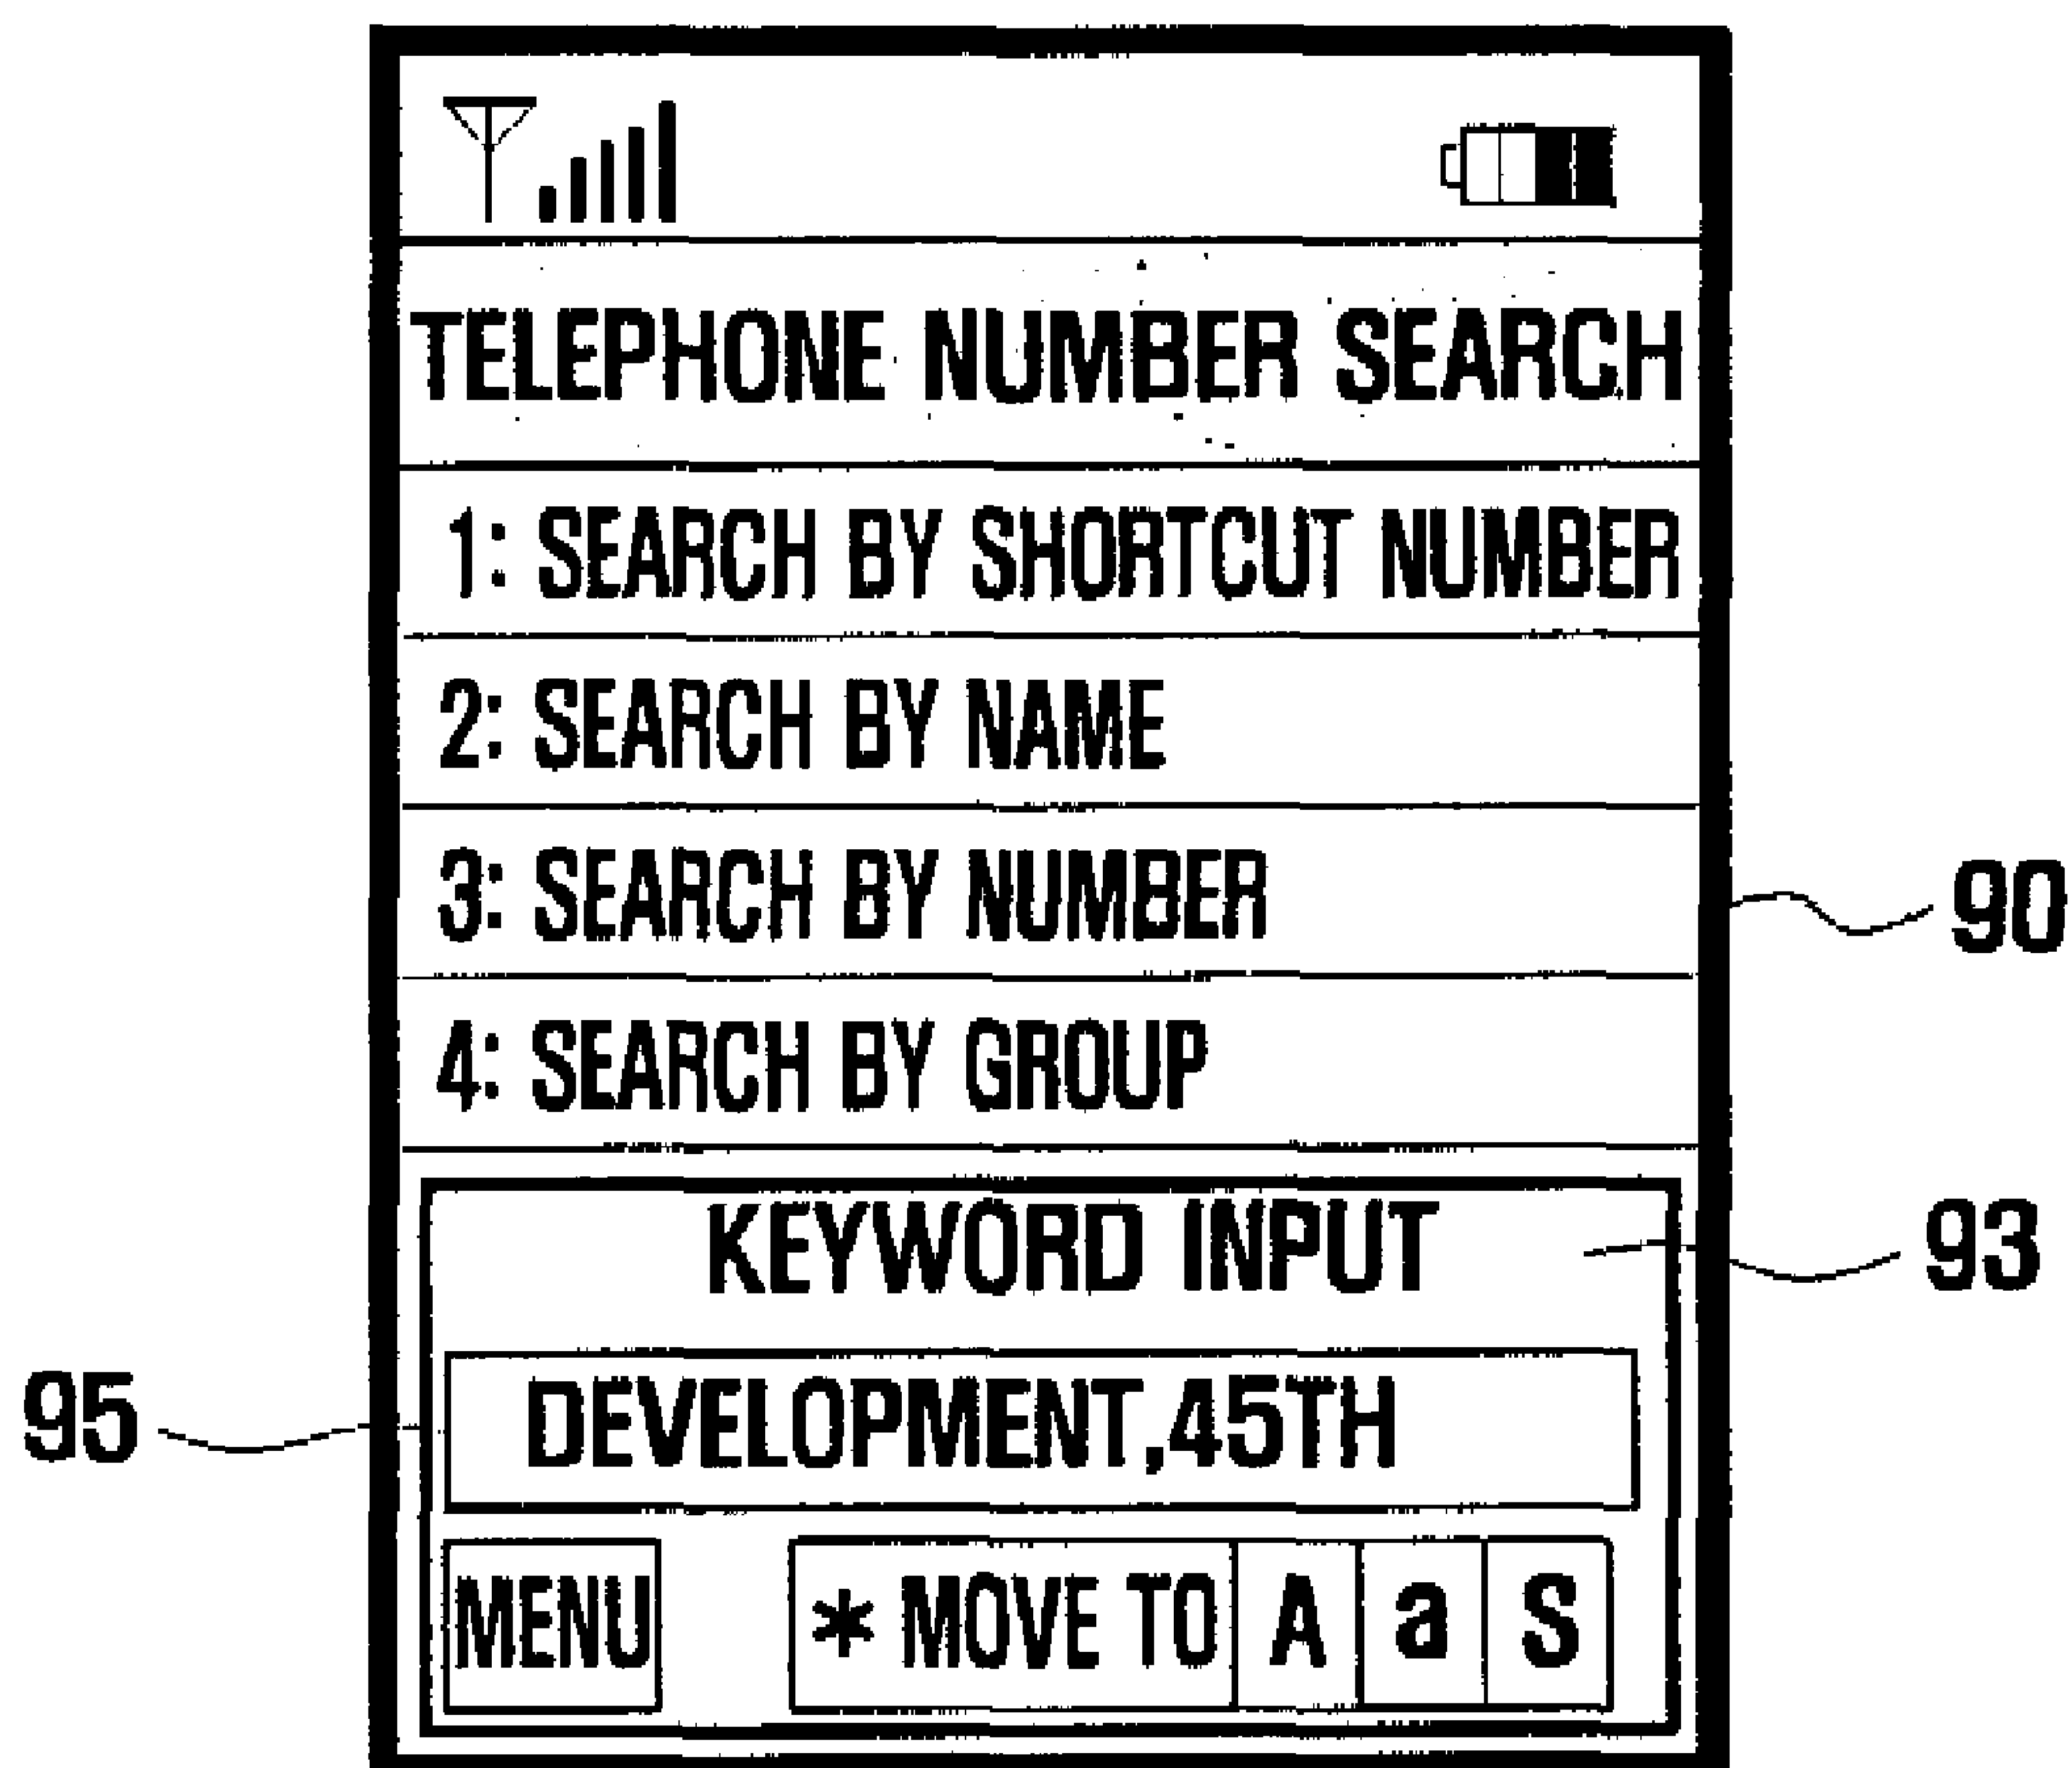 TELEPHONE NUMBER SEARCH
1: SEARCH BY SHORTCUT NUMBER
2: SEARCH BY NAME
3: SEARCH BY NUMBER
90
4: SEARCH BY GROUP
KEYWORD INPUT
93
95
DEVELOPMENT,45TH
MENU
* MOVE TO A a S